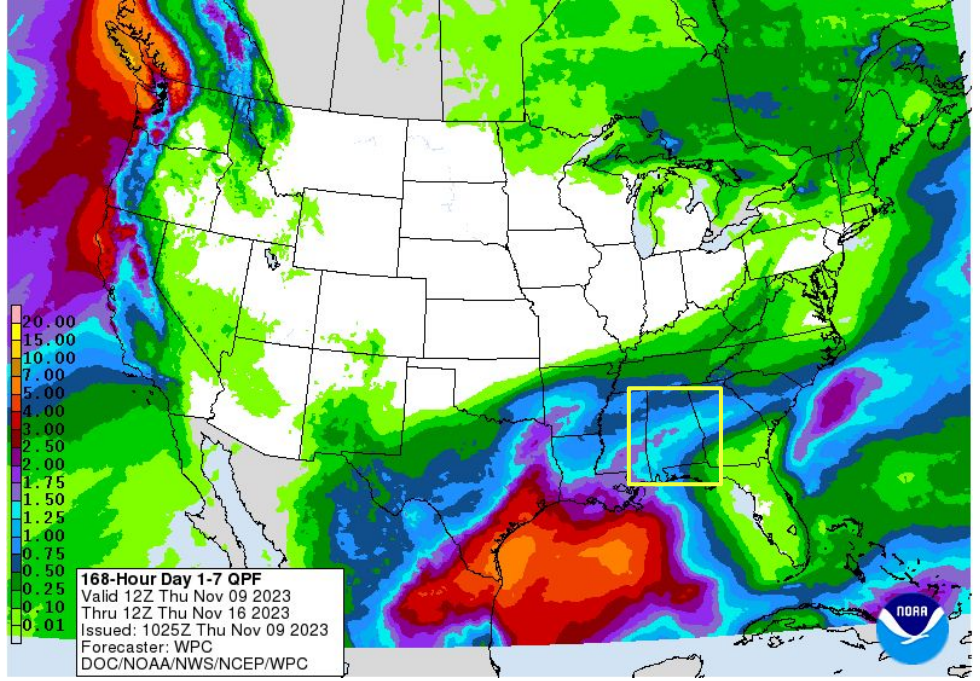 20.00
15.00
10.00
7.00
5.00
4.00
3.00
2.50
2.00
1.75
1.50
1.25
1.00
0.75
0.50
0.25
0.10
0.01
168-Hour Day 1-7 QPF
Valid 12Z Thu Nov 09 2023
Thru 12Z Thu Nov 16 2023
Issued: 1025Z Thu Nov 09 2023
Forecaster: WPC
DOC/NOAA/NWS/NCEP/WPC
NOAA